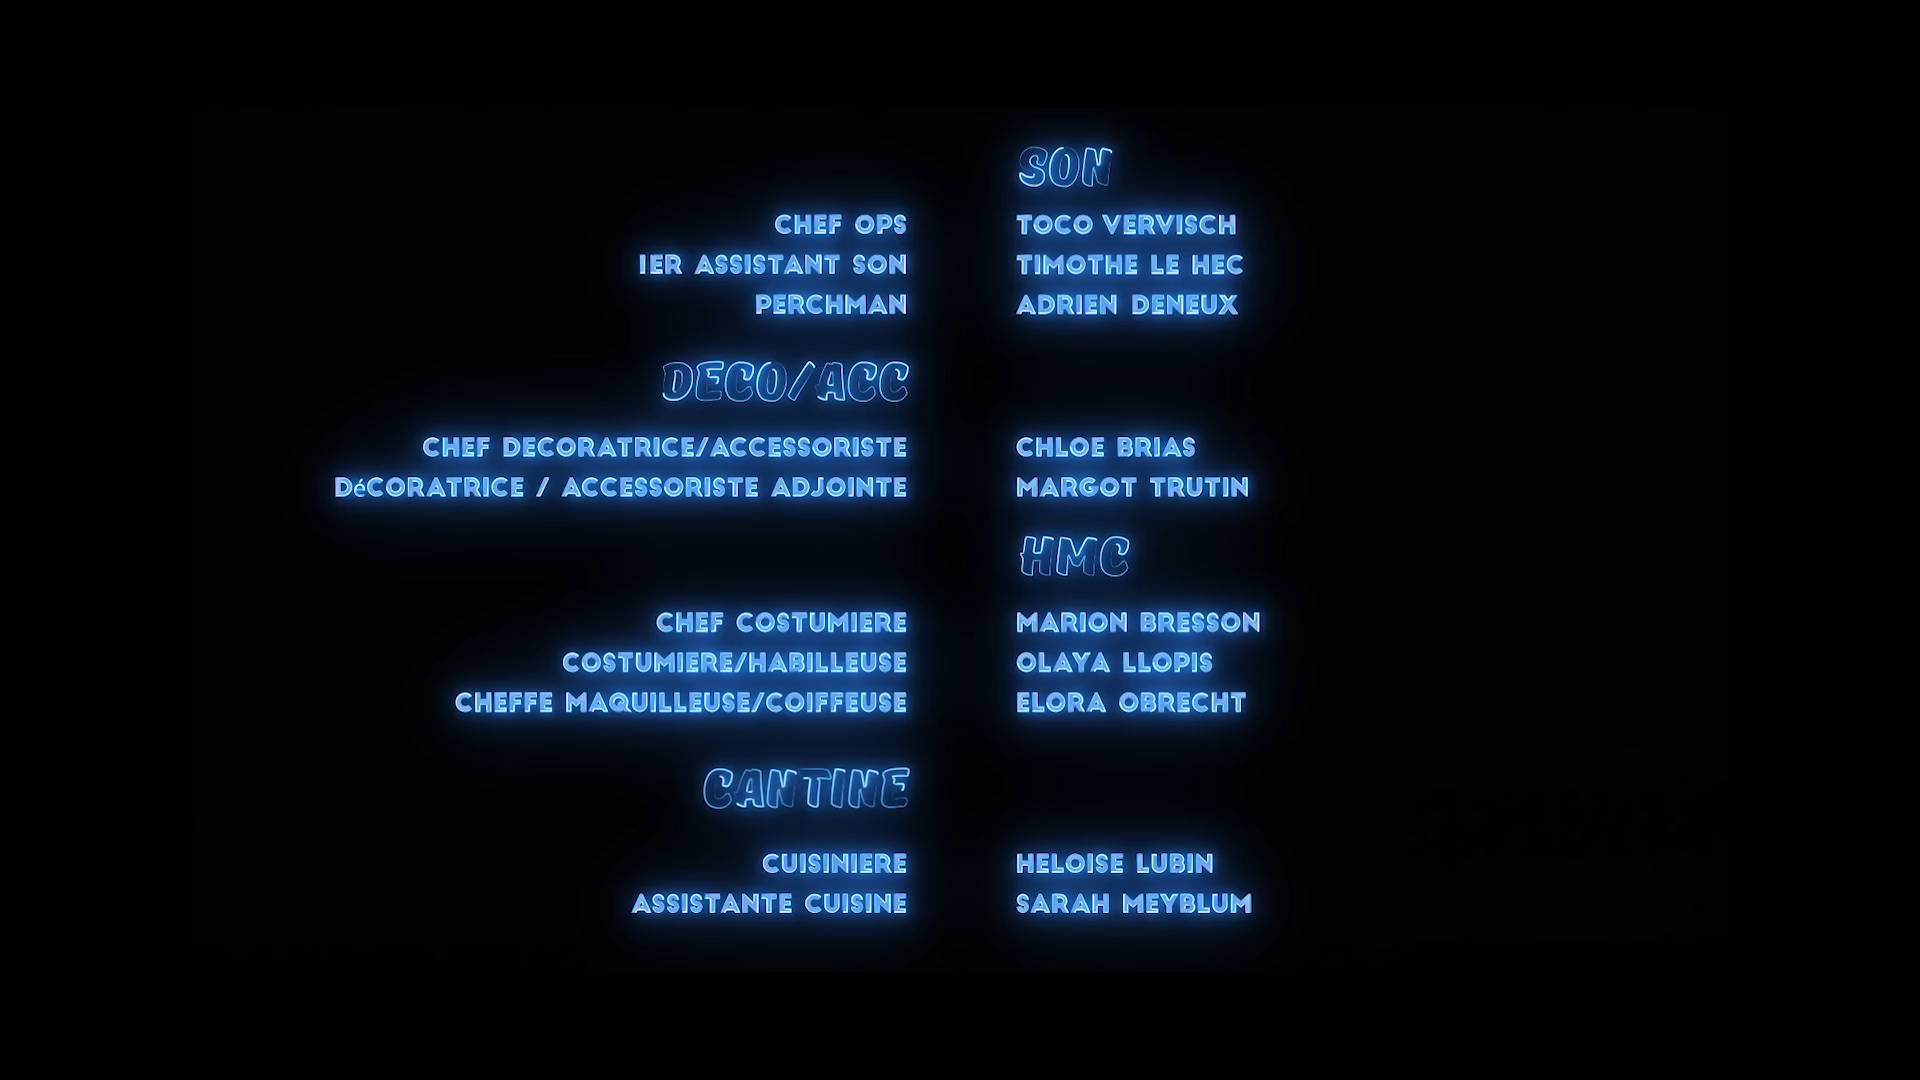 SON
CHEF OPS TOCO VERVISCH
1ER ASSISTANT SON TIMOTHE LE HEC
PERCHMAN ADRIEN DENEUX
DECO/ACC
CHEF DECORATRICE/ACCESSORISTE CHLOE BRIAS
DéCORATRICE / ACCESSORISTE ADJOINTE MARGOT TRUTIN
HMC
CHEF COSTUMIERE MARION BRESSON
COSTUMIERE/HABILLEUSE OLAYA LLOPIS
CHEFFE MAQUILLEUSE/COIFFEUSE ELORA OBRECHT
CANTINE
CUISINIERE HELOISE LUBIN
ASSISTANTE CUISINE SARAH MEYBLUM